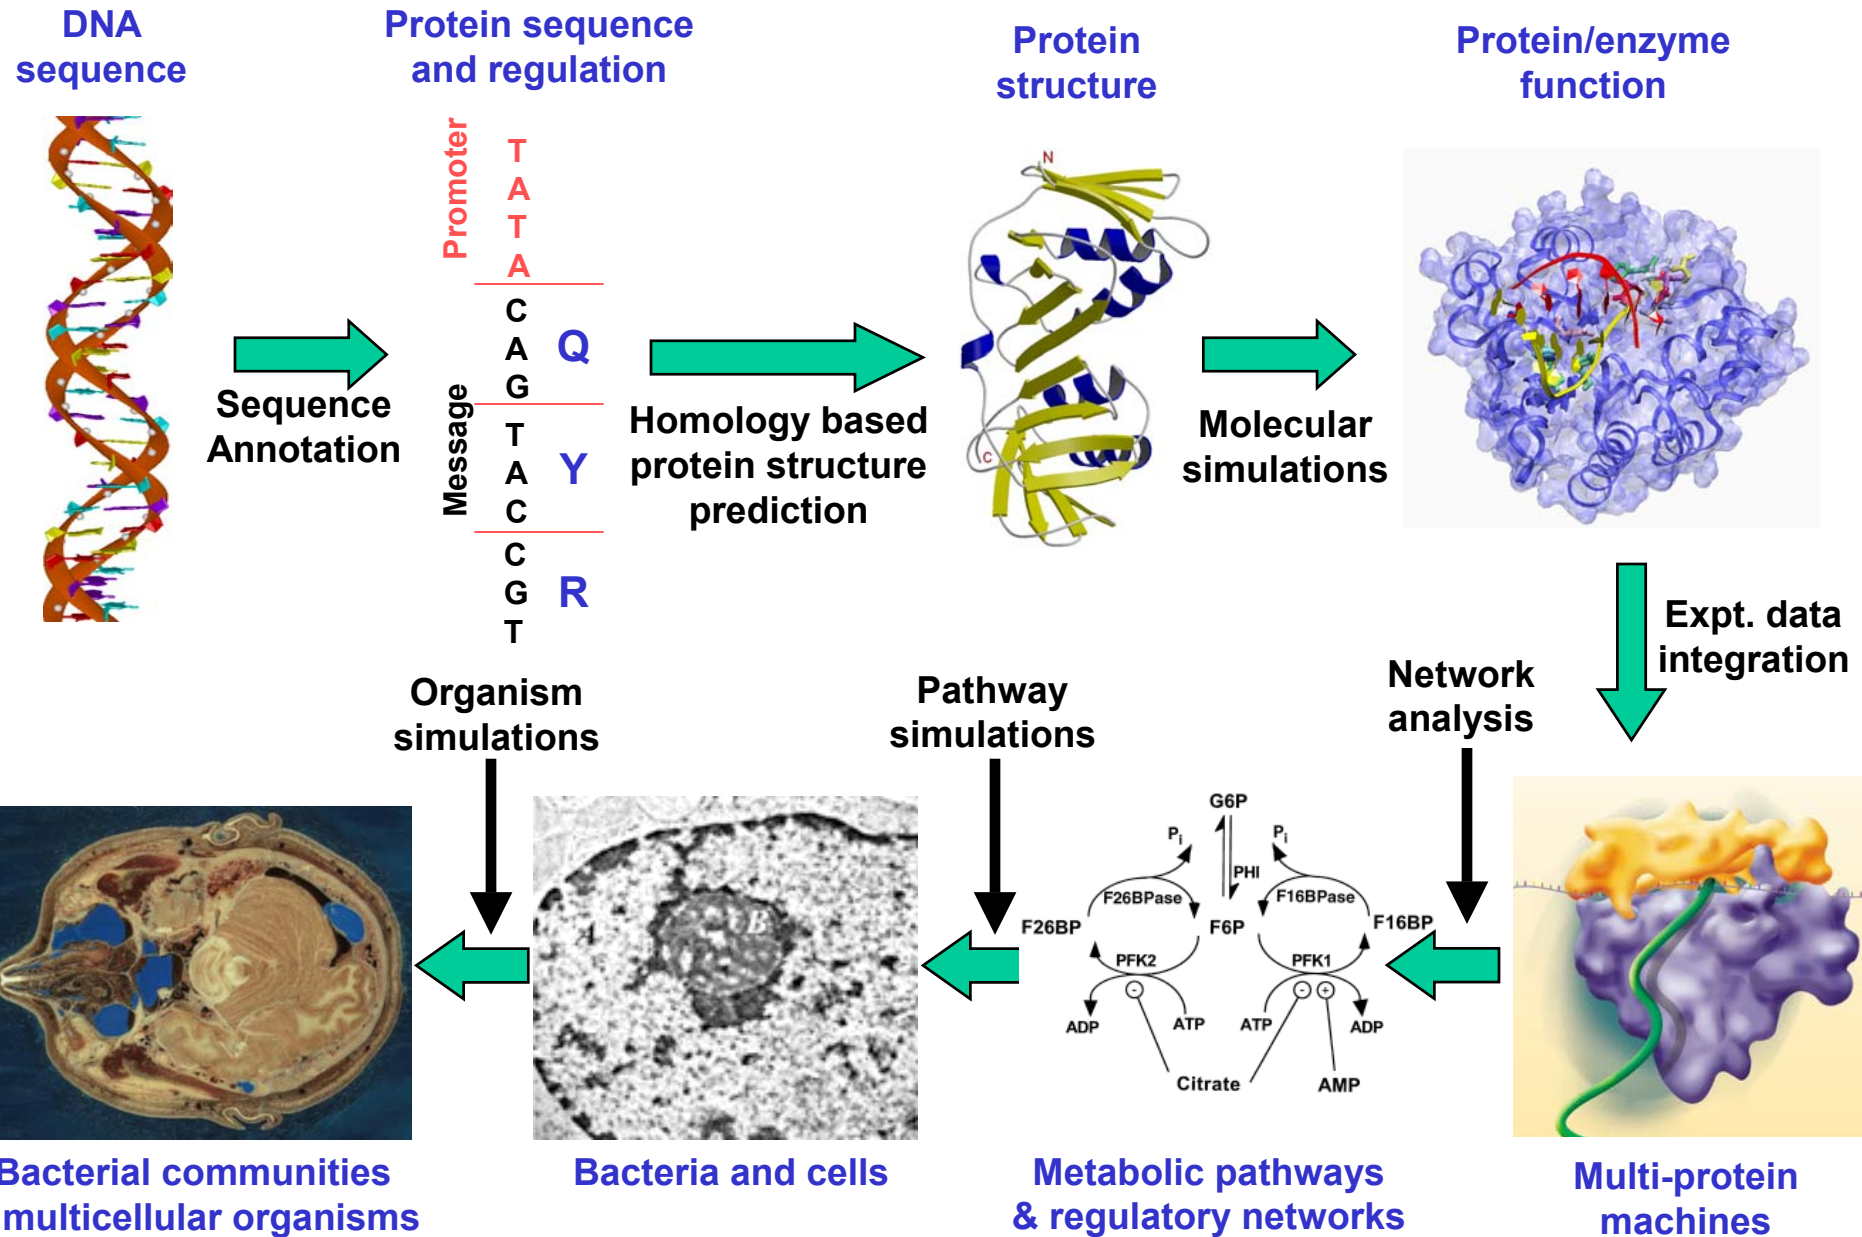 DNA
sequence
Protein sequence
and regulation
Protein
structure
Protein/enzyme
function
Promoter
T
A
T
A
Message
C
A
G
Q
T
A
C
Y
C
G
T
R
Sequence
Annotation
Homology based
protein structure
prediction
N
C
Molecular
simulations
Expt. data
integration
Network
analysis
Pathway
simulations
Organism
simulations
G6P
Pi
Pi
PHI
F26BPase
F16BPase
F26BP
F6P
F16BP
PFK2
PFK1
-
- +
ADP
ATP
ATP
ADP
Citrate
AMP
A
B
Bacterial communities
multicellular organisms
Bacteria and cells
Metabolic pathways
& regulatory networks
Multi-protein
machines